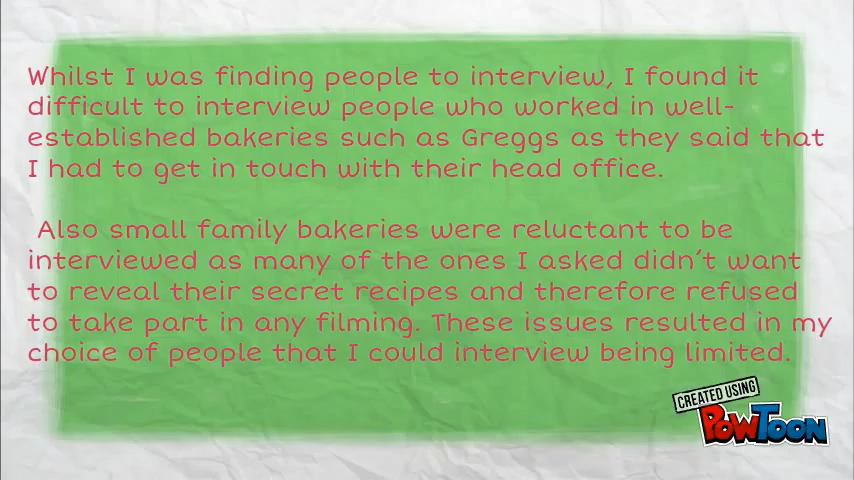 Whilst I was finding people to interview, I found it
difficult to interview people who worked in well-
established bakeries such as Greggs as they said that
I had to get in touch with their head office.
Also small family bakeries were reluctant to be
interviewed as many of the ones I asked didn't want
to reveal their secret recipes and therefore refused
to take part in any filming. These issues resulted in my
choice of people that I could interview being limited.
CREATED USING
POWTOON